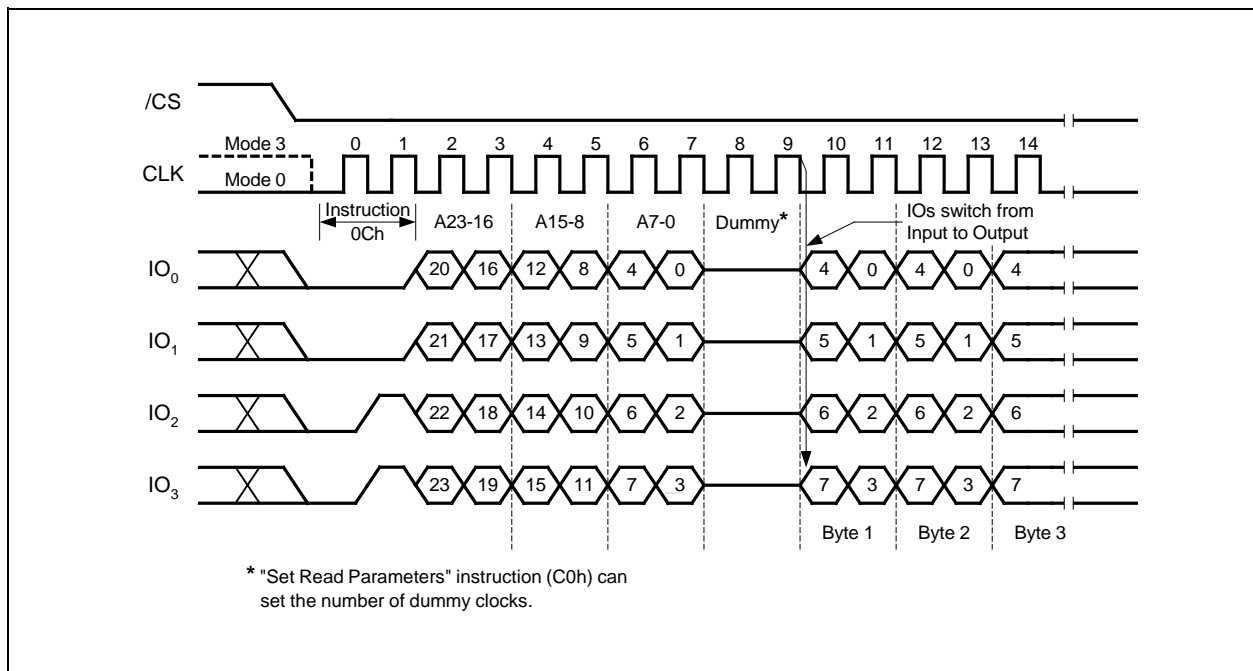 /CS
Mode 3 0 1 2 3 4 5 6 7 8 9 10 11 12 13 14
CLK
Mode 0
Instruction
0Ch
A23-16 A15-8 A7-0 Dummy*
IOs switch from
Input to Output
IO0 20 16 12 8 4 0 4 0 4 0 4
IO1 21 17 13 9 5 1 5 1 5 1 5
IO2 22 18 14 10 6 2 6 2 6 2 6
IO3 23 19 15 11 7 3 7 3 7 3 7
Byte 1 Byte 2 Byte 3
* "Set Read Parameters" instruction (C0h) can
set the number of dummy clocks.